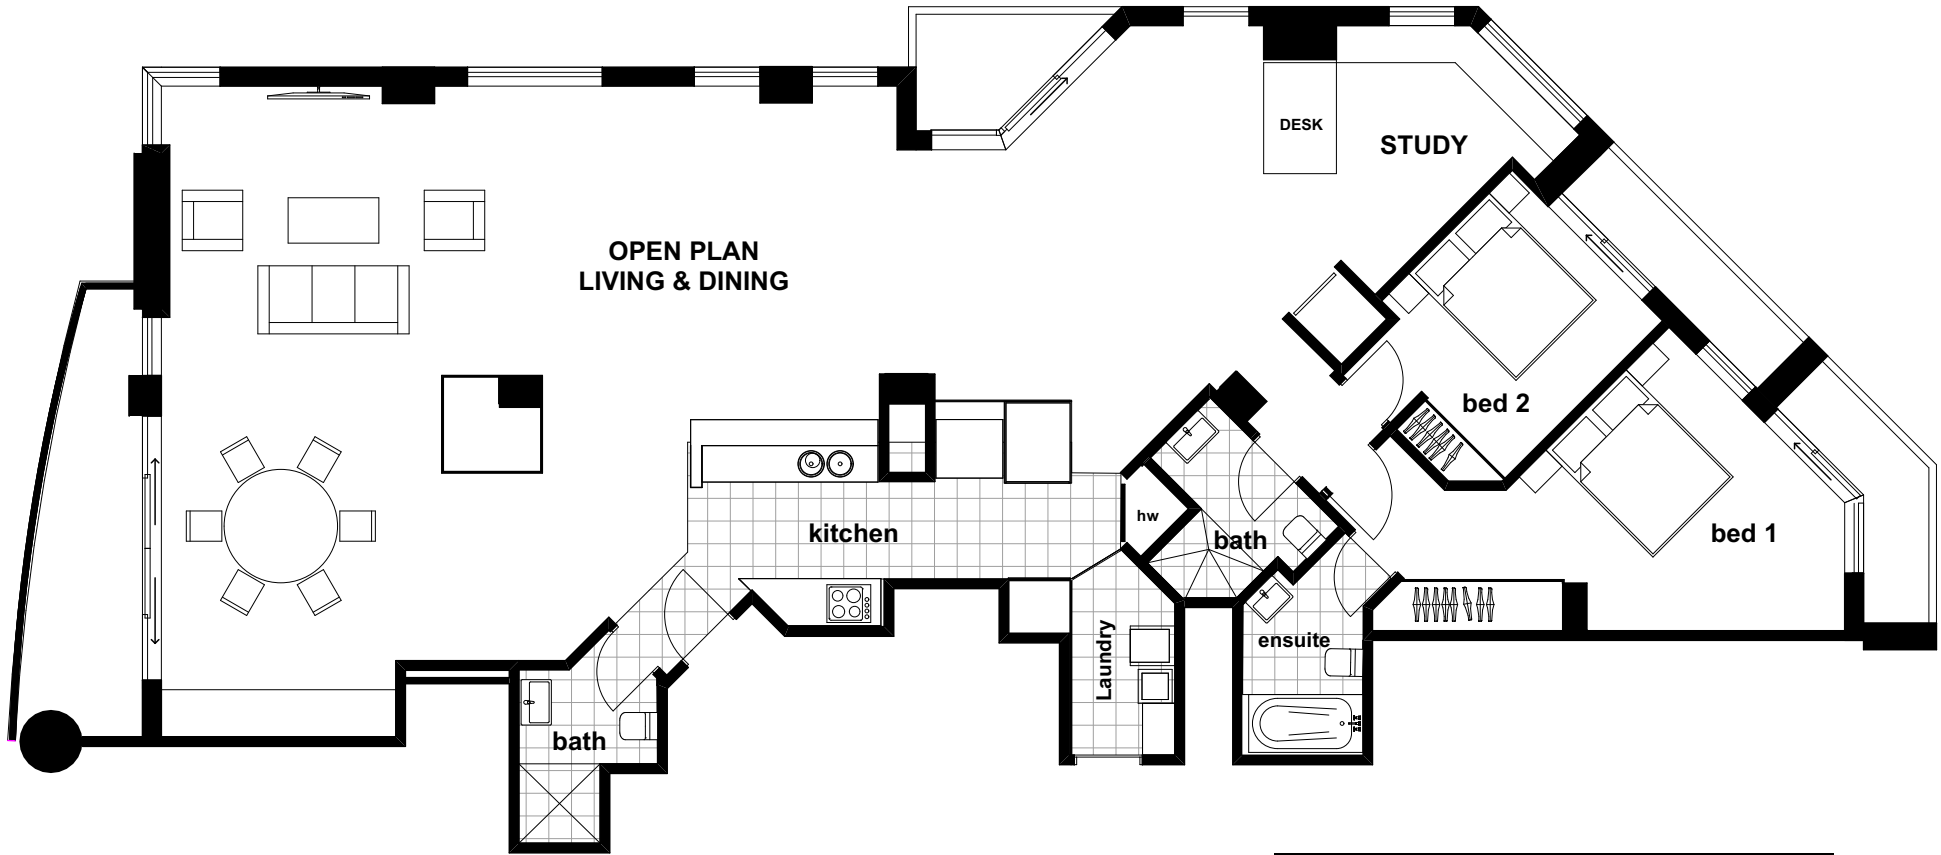 DESK
STUDY
OPEN PLAN
LIVING & DINING
bed 2
bed 1
kitchen
hw
bath
ensuite
Laundry
bath